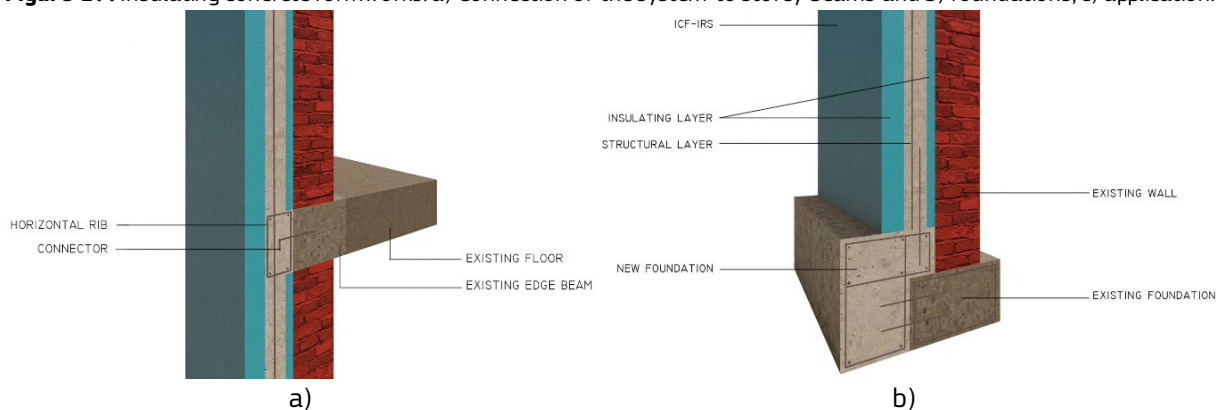 HORIZONTAL RIB
CONNECTOR
EXISTING FLOOR
EXISTING EDGE BEAM
a)
ICF-IRS
INSULATING LAYER
STRUCTURAL LAYER
EXISTING WALL
NEW FOUNDATION
EXISTING FOUNDATION
b)